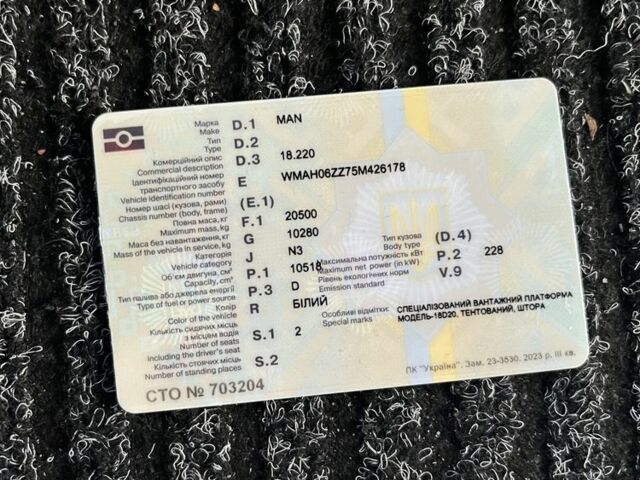 Марка D.1 MAN
Make
Тип D.2
Type
Комерційний опис D.3 18.220
Commercial description
Ідентифікаційний номер
транспортного засобу E WMAH06ZZ75M426178
Vehicle identification number
Номер шасі (кузова, рами) (E.1)
Chassis number (body, frame)
Повна маса, кг F.1 20500
Maximum mass, kg
Маса без навантаження, кг G 10280
Mass of the vehicle in service, kg
Категорія J N3
Vehicle category
Об'єм двигуна, см³ P.1 10518
Capacity, cm³
Тип палива або джерела енергії P.3 D
Type of fuel or power source
Колір R БІЛИЙ
Color of the vehicle
Кількість сидячих місць
з місцем водія S.1 2
Number of seats
including the driver's seat
Кількість стоячих місць S.2
Number of standing places
СТО № 703204
Тип кузова (D.4)
Body type
Максимальна потужність кВт P.2 228
Maximum net power (in kW)
Рівень екологічних норм V.9
Emission standard
Особливі відмітки: СПЕЦІАЛІЗОВАНИЙ ВАНТАЖНИЙ ПЛАТФОРМА
Special marks МОДЕЛЬ-18D20, ТЕНТОВАНИЙ, ШТОРА
ПК "Україна". Зам. 23-3530. 2023 р. III кв.